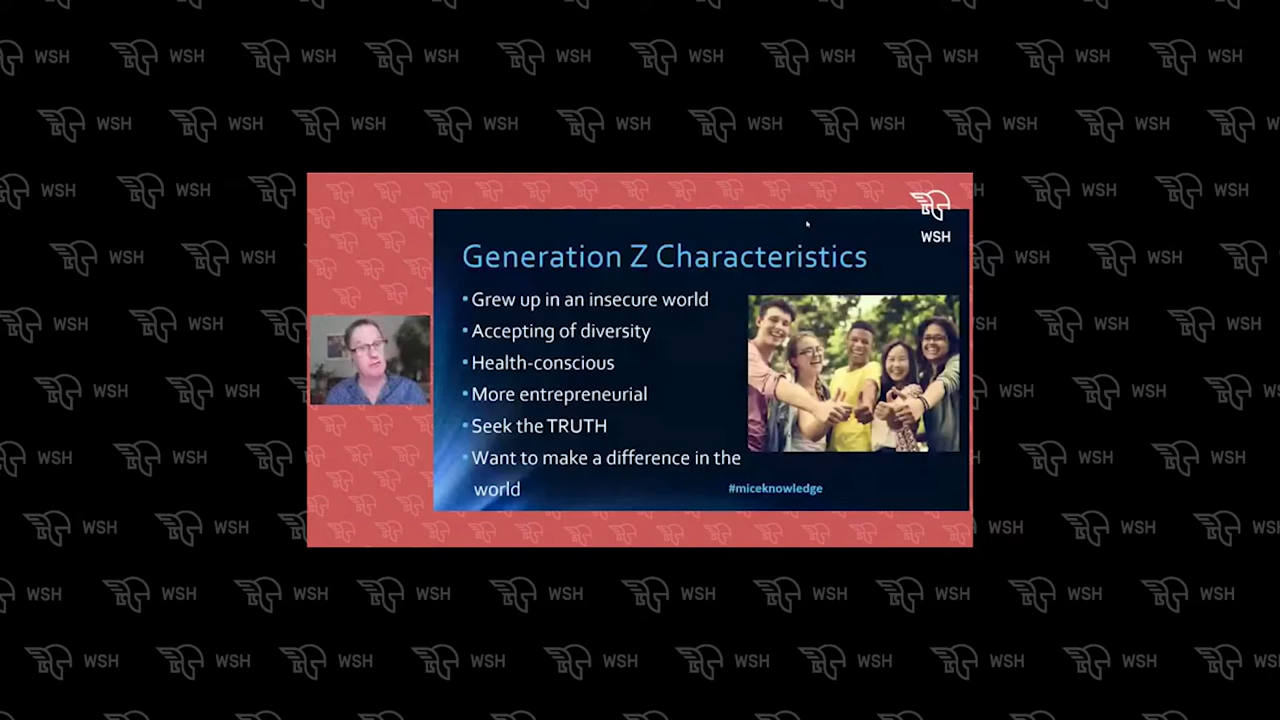 WSH
Generation Z Characteristics
• Grew up in an insecure world
• Accepting of diversity
• Health-conscious
• More entrepreneurial
• Seek the TRUTH
• Want to make a difference in the
world
#miceknowledge